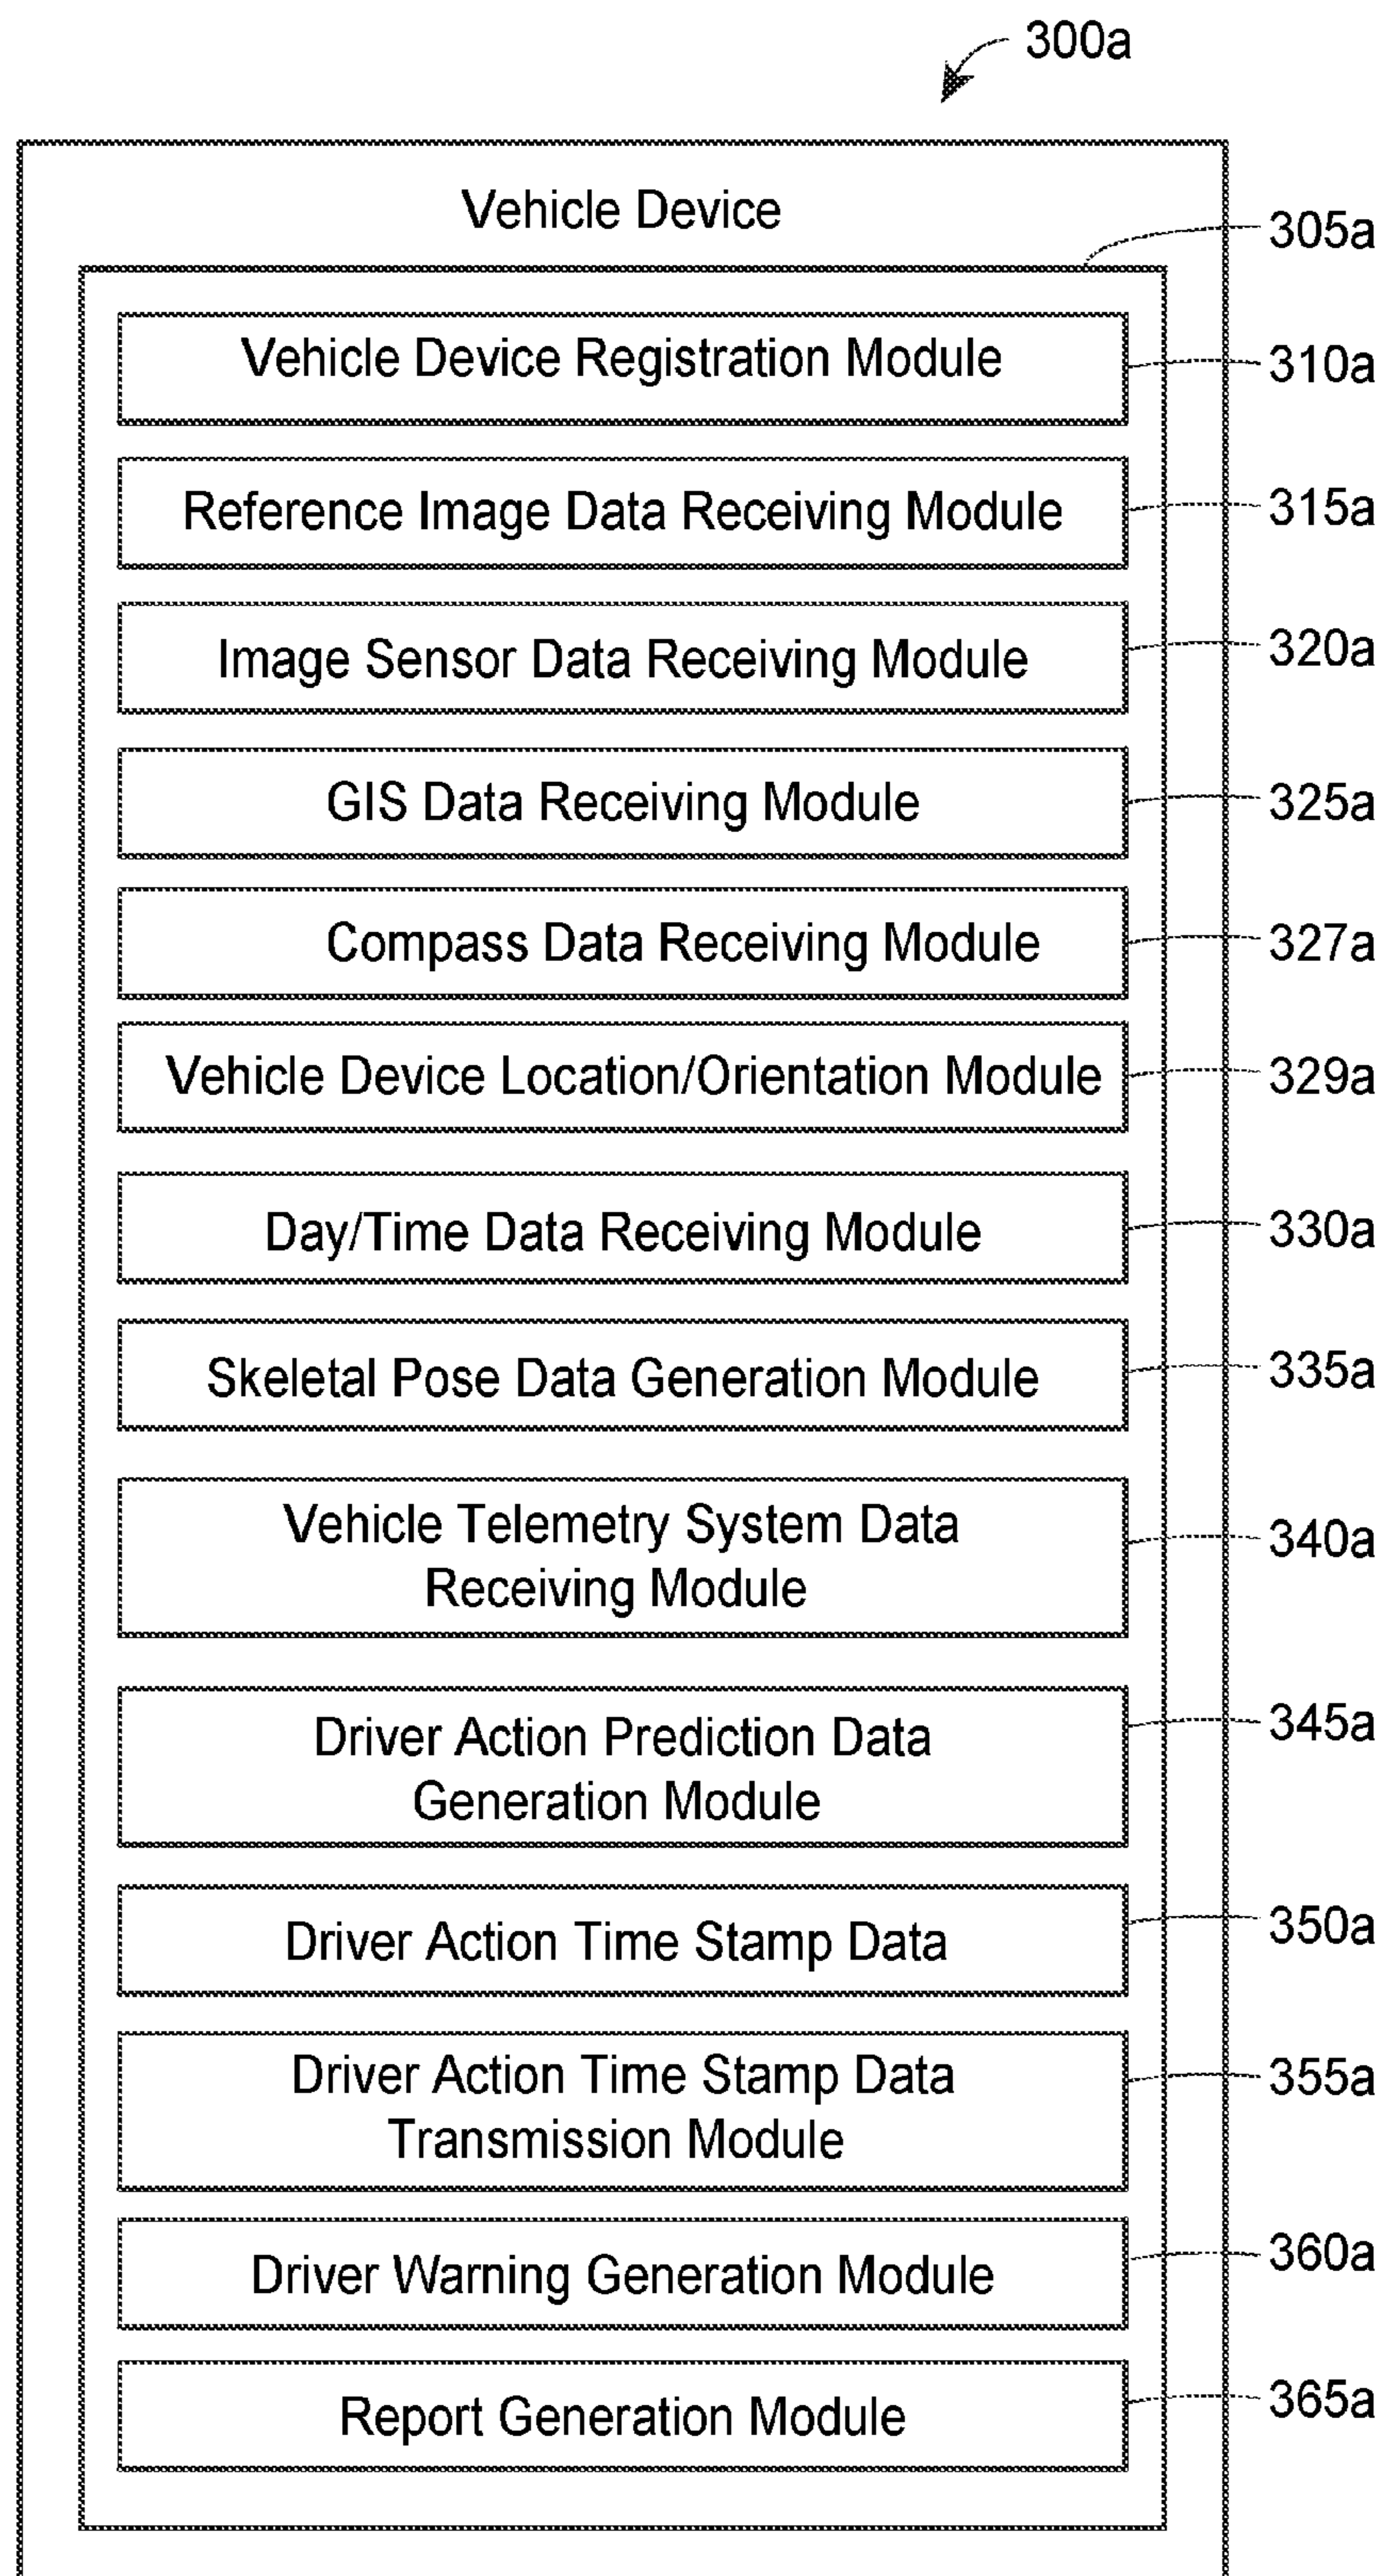 300a
Vehicle Device
305a
Vehicle Device Registration Module
310a
Reference Image Data Receiving Module
315a
Image Sensor Data Receiving Module
320a
GIS Data Receiving Module
325a
Compass Data Receiving Module
327a
Vehicle Device Location/Orientation Module
329a
Day/Time Data Receiving Module
330a
Skeletal Pose Data Generation Module
335a
Vehicle Telemetry System Data
Receiving Module
340a
Driver Action Prediction Data
Generation Module
345a
Driver Action Time Stamp Data
350a
Driver Action Time Stamp Data
Transmission Module
355a
Driver Warning Generation Module
360a
Report Generation Module
365a